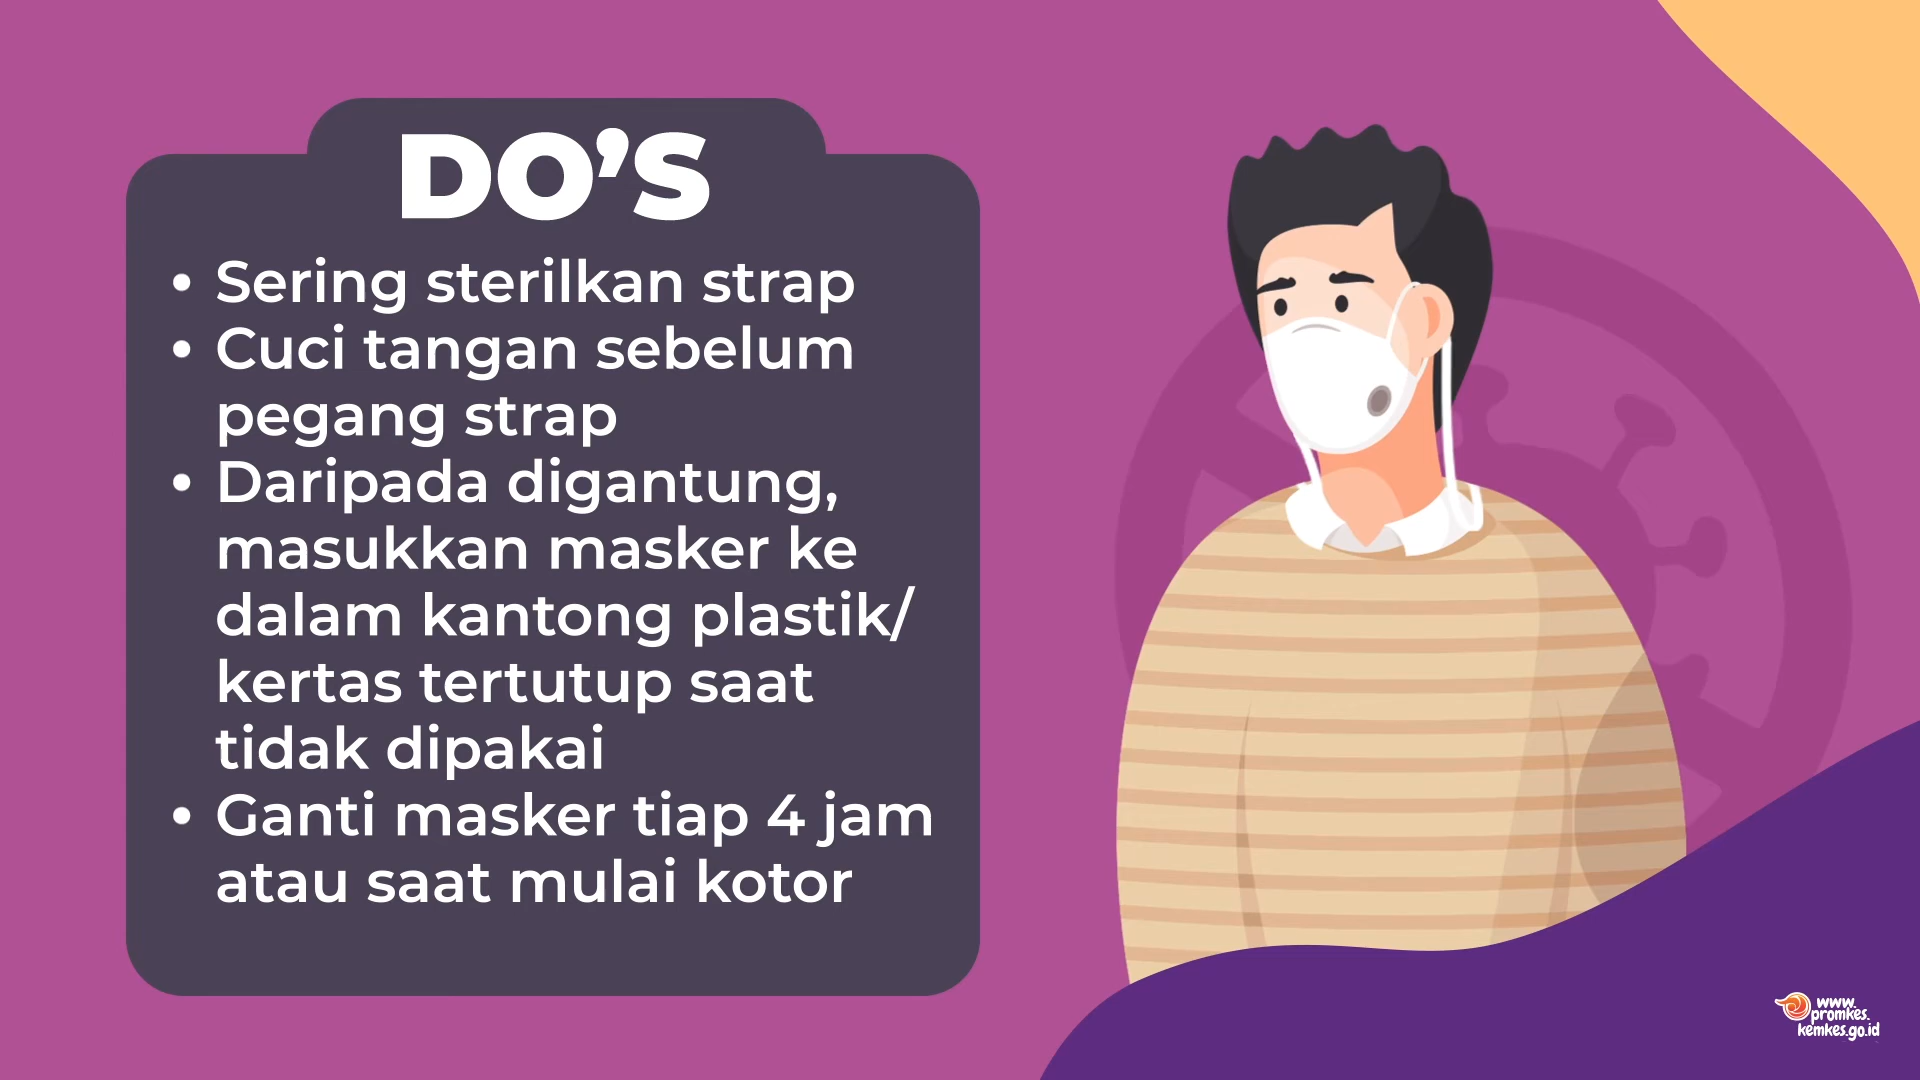 DO'S
• Sering sterilkan strap
• Cuci tangan sebelum
pegang strap
• Daripada digantung,
masukkan masker ke
dalam kantong plastik/
kertas tertutup saat
tidak dipakai
• Ganti masker tiap 4 jam
atau saat mulai kotor
www.
promkes.
kemkes.go.id